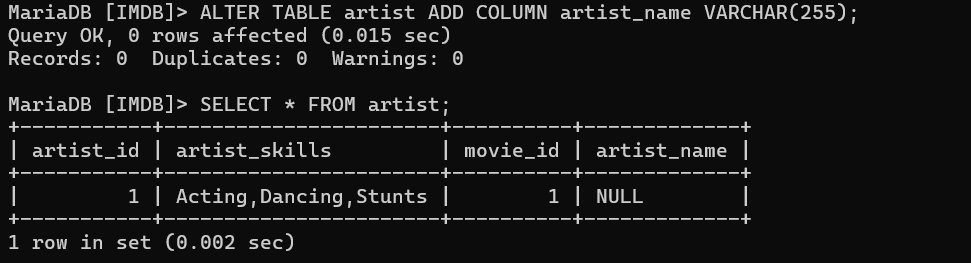 MariaDB [IMDB]> ALTER TABLE artist ADD COLUMN artist_name VARCHAR(255);
Query OK, 0 rows affected (0.015 sec)
Records: 0  Duplicates: 0  Warnings: 0

MariaDB [IMDB]> SELECT * FROM artist;
+-----------+-----------------------+----------+-------------+
| artist_id | artist_skills         | movie_id | artist_name |
+-----------+-----------------------+----------+-------------+
|         1 | Acting,Dancing,Stunts |        1 | NULL        |
+-----------+-----------------------+----------+-------------+
1 row in set (0.002 sec)